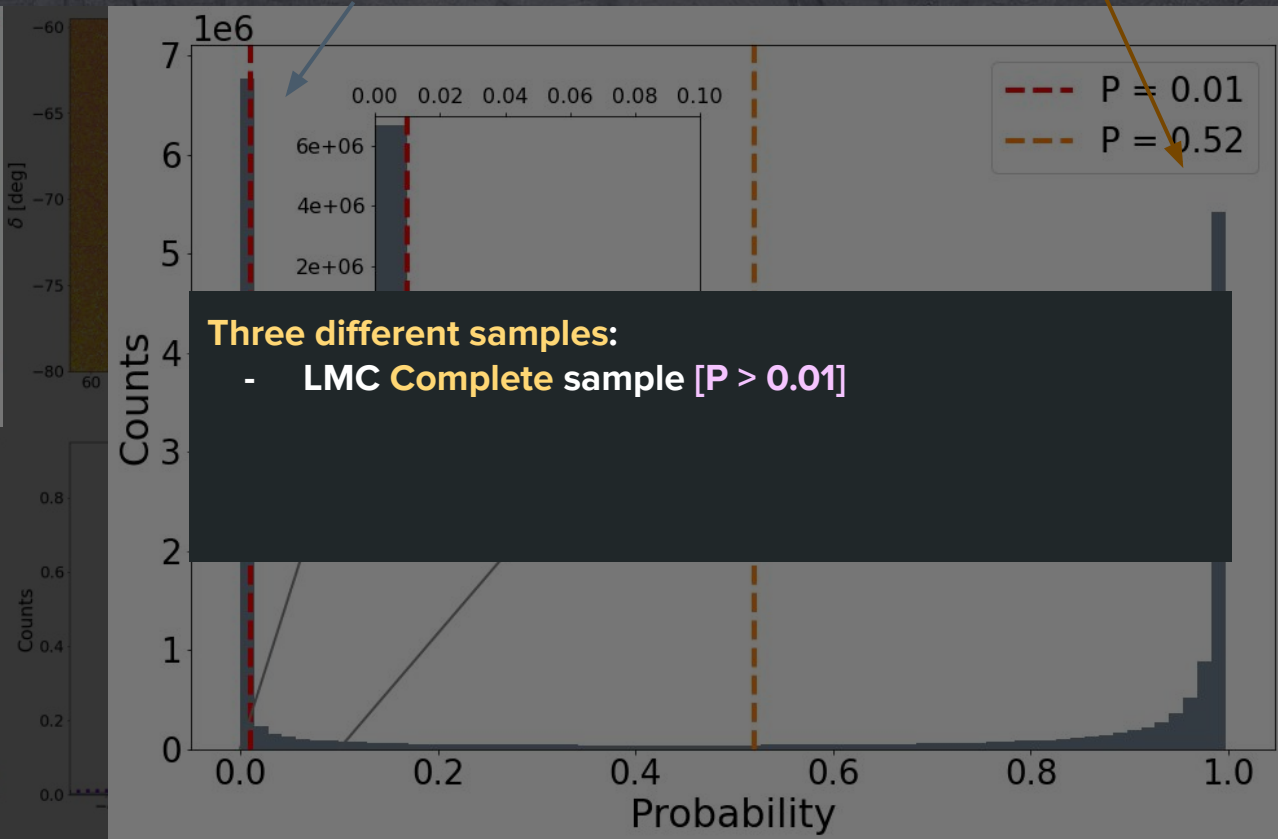 −60
−65
−70
−75
−80
δ [deg]
60
0.8
0.6
0.4
0.2
0.0
Counts
1e6
7
6
5
4
3
2
1
0
Counts
0.00 0.02 0.04 0.06 0.08 0.10
6e+06
4e+06
2e+06
P = 0.01
P = 0.52
Three different samples:
- LMC Complete sample [P > 0.01]
0.0 0.2 0.4 0.6 0.8 1.0
Probability